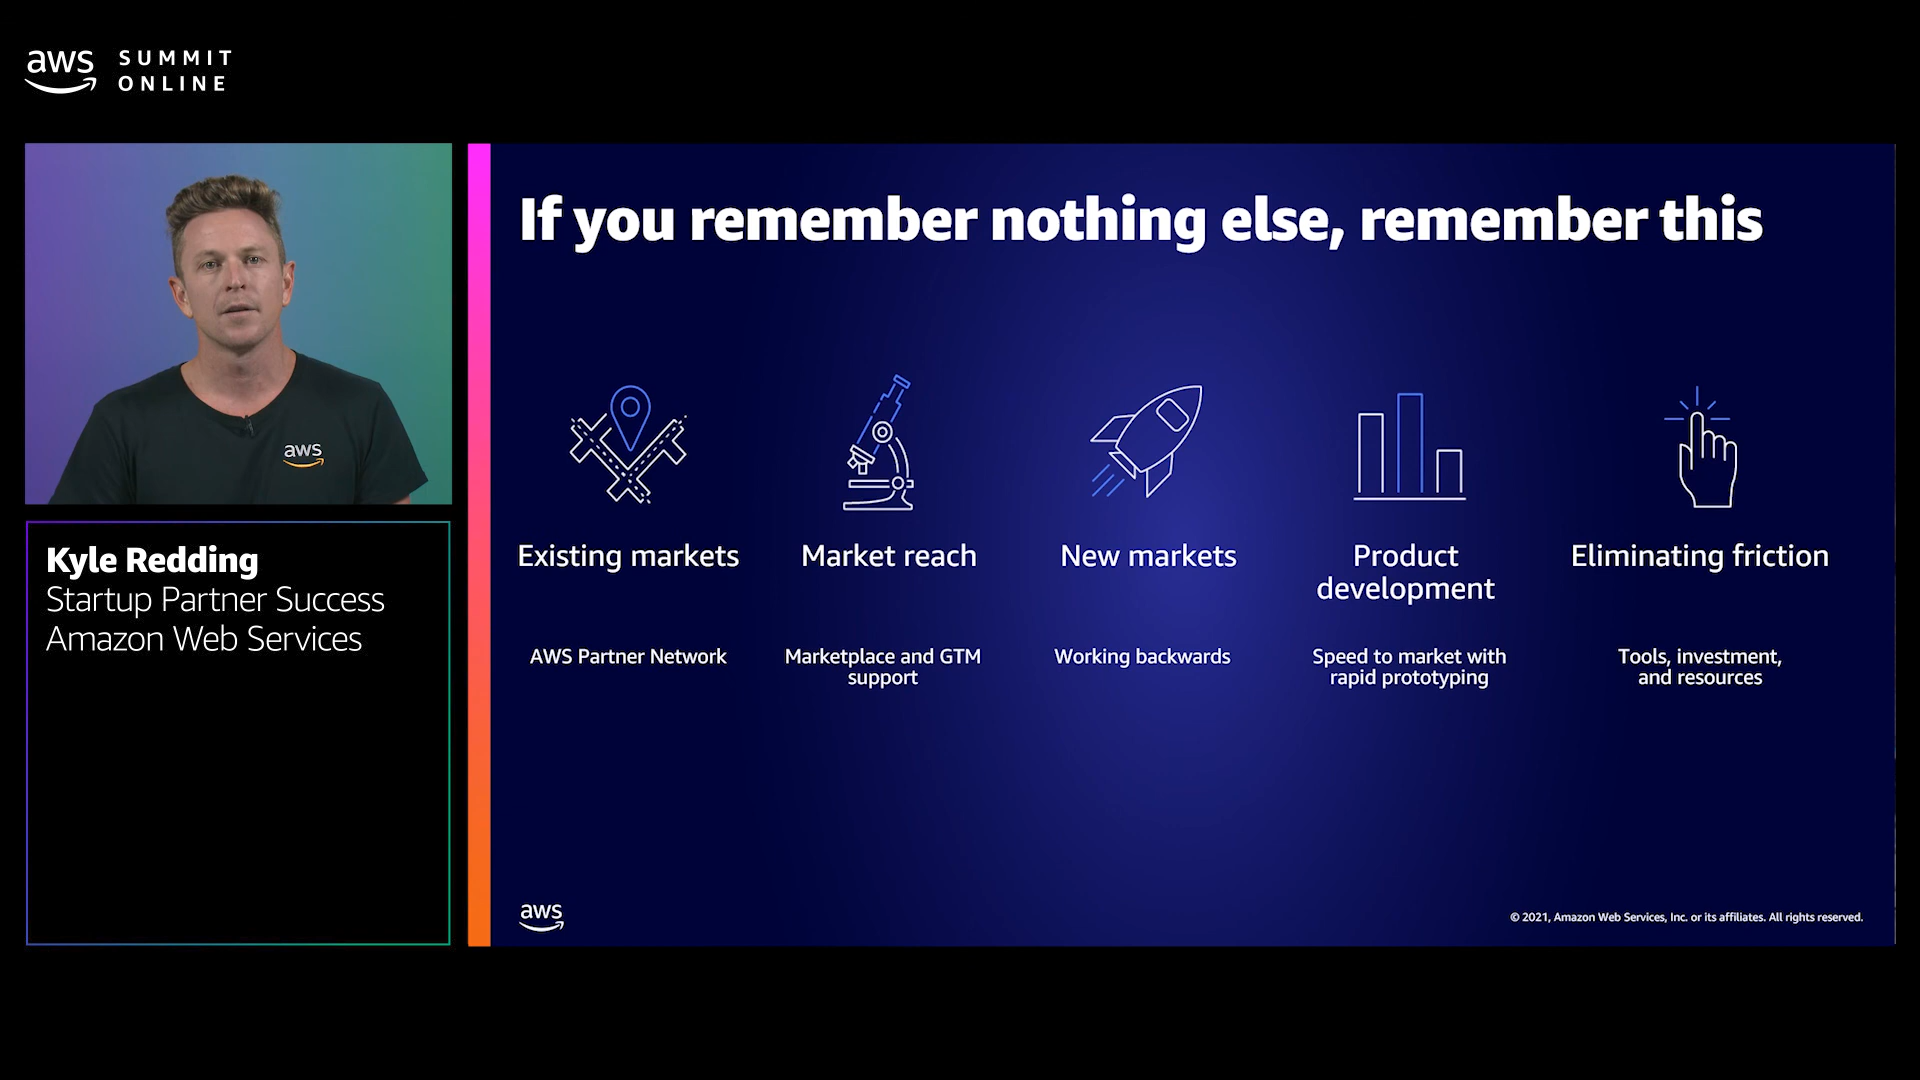 aws SUMMIT
ONLINE
aws
Kyle Redding
Startup Partner Success
Amazon Web Services
If you remember nothing else, remember this
Existing markets
AWS Partner Network
Market reach
Marketplace and GTM
support
New markets
Working backwards
Product
development
Speed to market with
rapid prototyping
Eliminating friction
Tools, investment,
and resources
aws
© 2021, Amazon Web Services, Inc. or its affiliates. All rights reserved.